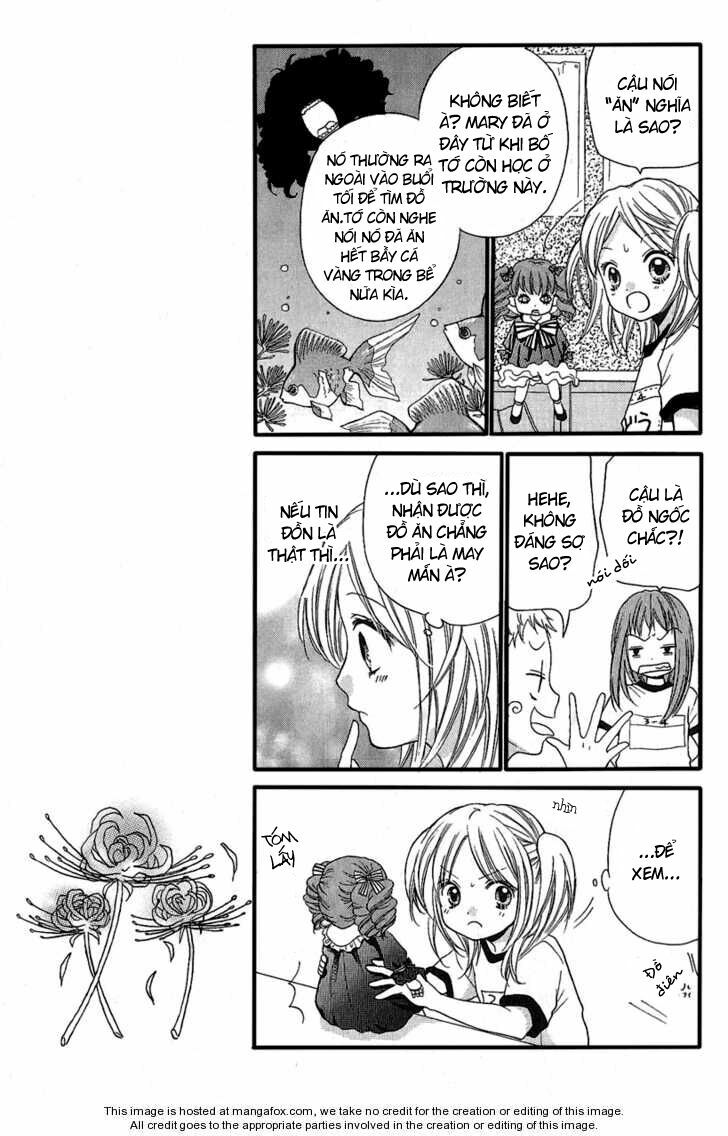 CẬU NÓI
"ĂN" NGHĨA
LÀ SAO?
KHÔNG BIẾT
À? MARY ĐÃ Ở
ĐÂY TỪ KHI BỐ
TỚ CÒN HỌC Ở
TRƯỜNG NÀY.
NÓ THƯỜNG RA
NGOÀI VÀO BUỔI
TỐI ĐỂ TÌM ĐỒ
ĂN.TỚ CÒN NGHE
NÓI NÓ ĐÃ ĂN
HẾT BẦY CÁ
VÀNG TRONG BỂ
NỮA KÌA.
4
CẬU LÀ
ĐỒ NGỐC
CHẮC?!
nói dối
HEHE,
KHÔNG
ĐÁNG SỢ
SAO?
3-4
...DÙ SAO THÌ,
NHẬN ĐƯỢC
ĐỒ ĂN CHẲNG
PHẢI LÀ MAY
MẮN À?
NẾU TIN
ĐỒN LÀ
THẬT THÌ...
...ĐỂ
XEM...
nhìn
TÓM
LẤY
Đồ
điên
This image is hosted at mangafox.com, we take no credit for the creation or editing of this image.
All credit goes to the appropriate parties involved in the creation or editing of this image.